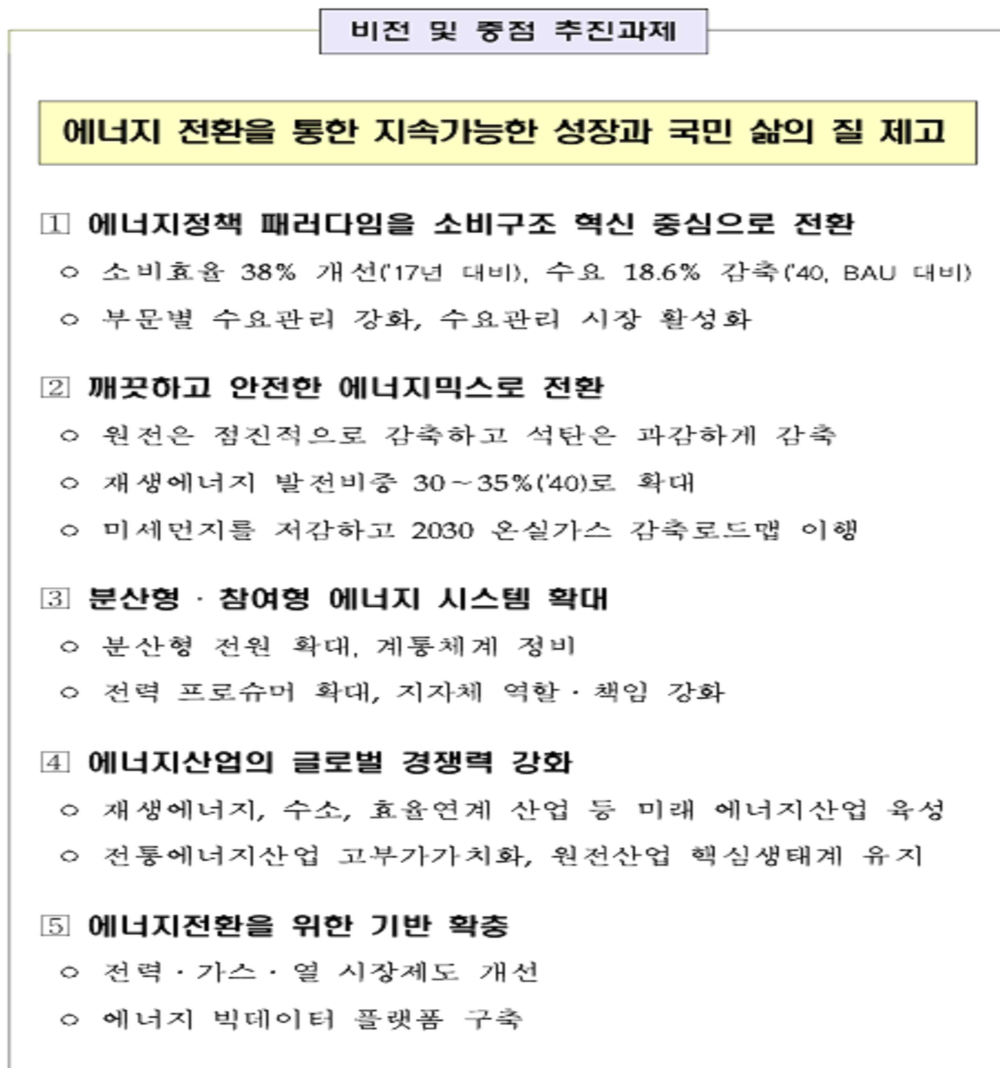 비전 및 중점 추진과제
에너지 전환을 통한 지속가능한 성장과 국민 삶의 질 제고
1 에너지정책 패러다임을 소비구조 혁신 중심으로 전환
○ 소비효율 38% 개선('17년 대비), 수요 18.6% 감축('40, BAU 대비)
○ 부문별 수요관리 강화, 수요관리 시장 활성화
2 깨끗하고 안전한 에너지믹스로 전환
○ 원전은 점진적으로 감축하고 석탄은 과감하게 감축
○ 재생에너지 발전비중 30~35%('40)로 확대
○ 미세먼지를 저감하고 2030 온실가스 감축로드맵 이행
3 분산형·참여형 에너지 시스템 확대
○ 분산형 전원 확대, 계통체계 정비
○ 전력 프로슈머 확대, 지자체 역할·책임 강화
4 에너지산업의 글로벌 경쟁력 강화
○ 재생에너지, 수소, 효율연계 산업 등 미래 에너지산업 육성
○ 전통에너지산업 고부가가치화, 원전산업 핵심생태계 유지
5 에너지전환을 위한 기반 확충
○ 전력·가스·열 시장제도 개선
○ 에너지 빅데이터 플랫폼 구축